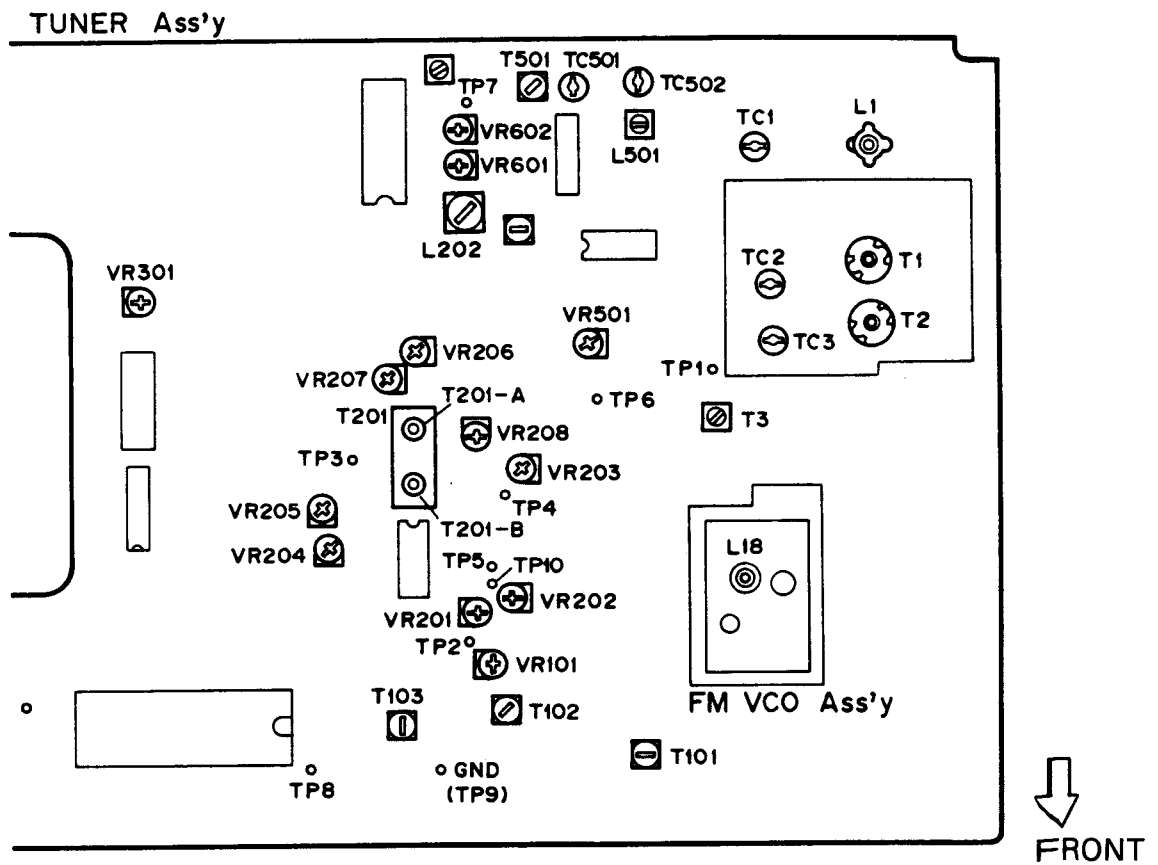 TUNER Ass'y
T501 TC501
TP7
TC502
VR602
TC1
L1
L501
VR601
L202
T1
TC2
VR301
VR501
T2
TC3
VR206
TP1
VR207
T201-A
TP6
T201
T3
VR208
TP3
VR203
TP4
VR205
T201-B
L18
VR204
TP5 TP10
VR202
VR201
TP2
VR101
T103
FM VCO Ass'y
T102
T101
GND
(TP9)
TP8
FRONT